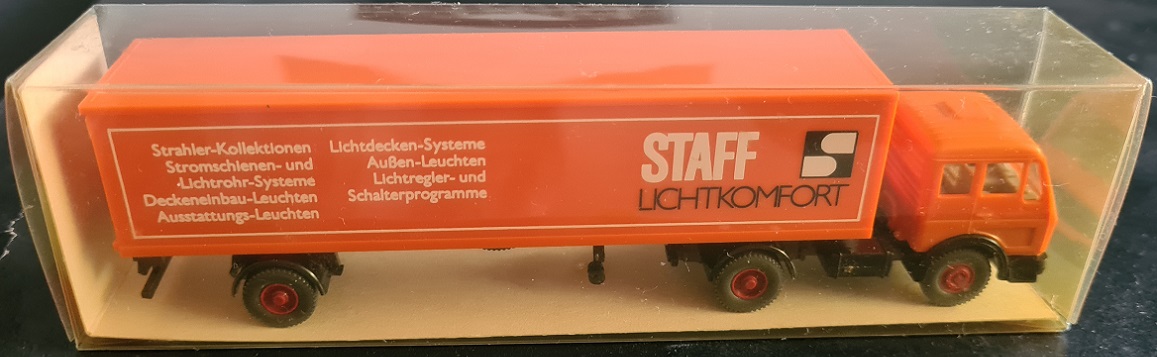 Strahler-Kollektionen
Stromschienen- und
-Lichtrohr-Systeme
Deckeneinbau-Leuchten
Ausstattungs-Leuchten
Lichtdecken-Systeme
Außen-Leuchten
Lichtregler- und
Schalterprogramme
STAFF
LICHTKOMFORT